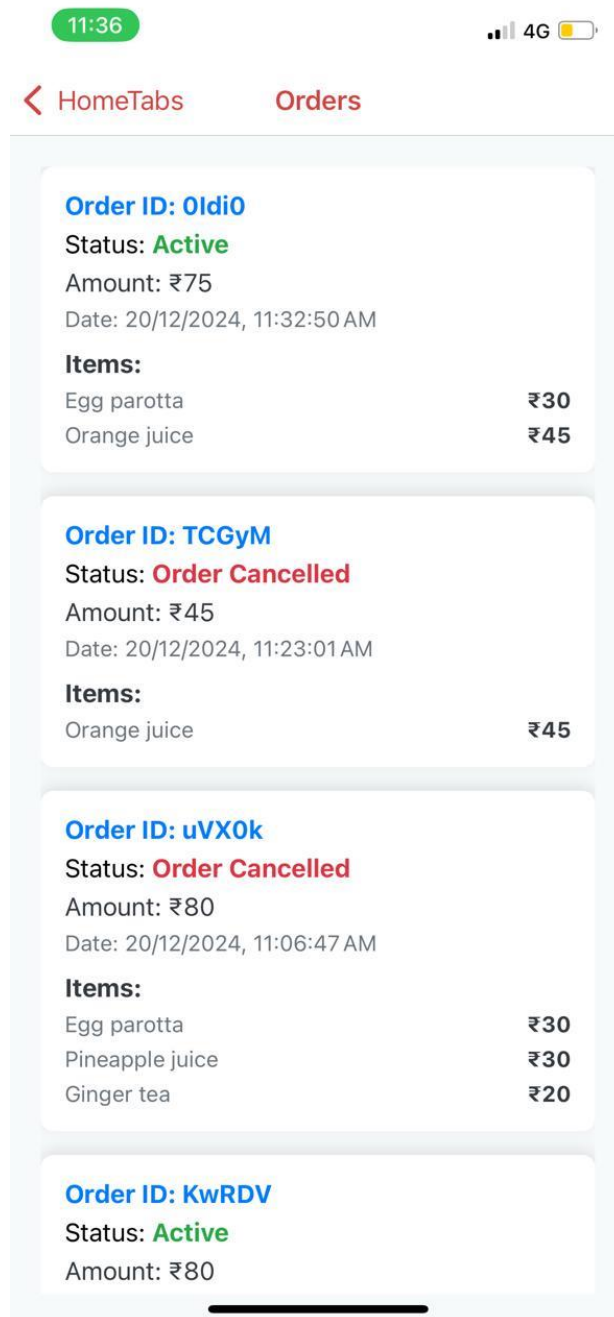 11:36
4G
HomeTabs Orders
Order ID: 0Idi0
Status: Active
Amount: ₹75
Date: 20/12/2024, 11:32:50 AM
Items:
Egg parotta ₹30
Orange juice ₹45
Order ID: TCGyM
Status: Order Cancelled
Amount: ₹45
Date: 20/12/2024, 11:23:01 AM
Items:
Orange juice ₹45
Order ID: uVX0k
Status: Order Cancelled
Amount: ₹80
Date: 20/12/2024, 11:06:47 AM
Items:
Egg parotta ₹30
Pineapple juice ₹30
Ginger tea ₹20
Order ID: KwRDV
Status: Active
Amount: ₹80